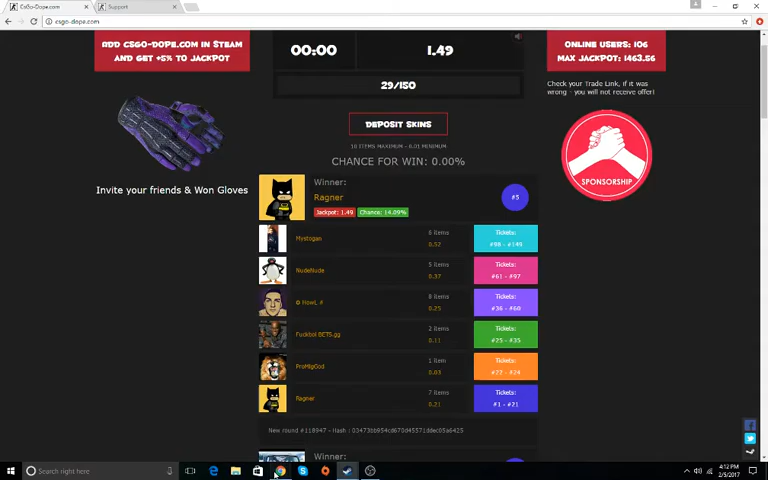 CsGo-Dope.com
Support
csgo-dope.com
ADD CSGO-DOPE.COM IN STEAM
AND GET +5% TO JACKPOT
00:00
1.49
ONLINE USERS: 106
MAX JACKPOT: 1463.56
29/150
Check your Trade Link, if it was
wrong - you will not receive offer!
DEPOSIT SKINS
10 ITEMS MAXIMUM - 0.01 MINIMUM
CHANCE FOR WIN: 0.00%
Invite your friends & Won Gloves
SPONSORSHIP
Winner:
Ragner
Jackpot: 1.49
Chance: 14.09%
#5
Mystogan
6 items
0.52
Tickets:
#98 - #149
NudeNude
5 items
0.37
Tickets:
#61 - #97
HowL #
8 items
0.25
Tickets:
#36 - #60
Fuckboi BETS.gg
2 items
0.11
Tickets:
#25 - #35
ProMlgGod
1 item
0.03
Tickets:
#22 - #24
Ragner
7 items
0.21
Tickets:
#1 - #21
New round #118947 - Hash :
Winner:
Search right here
4:12 PM
2/5/2017